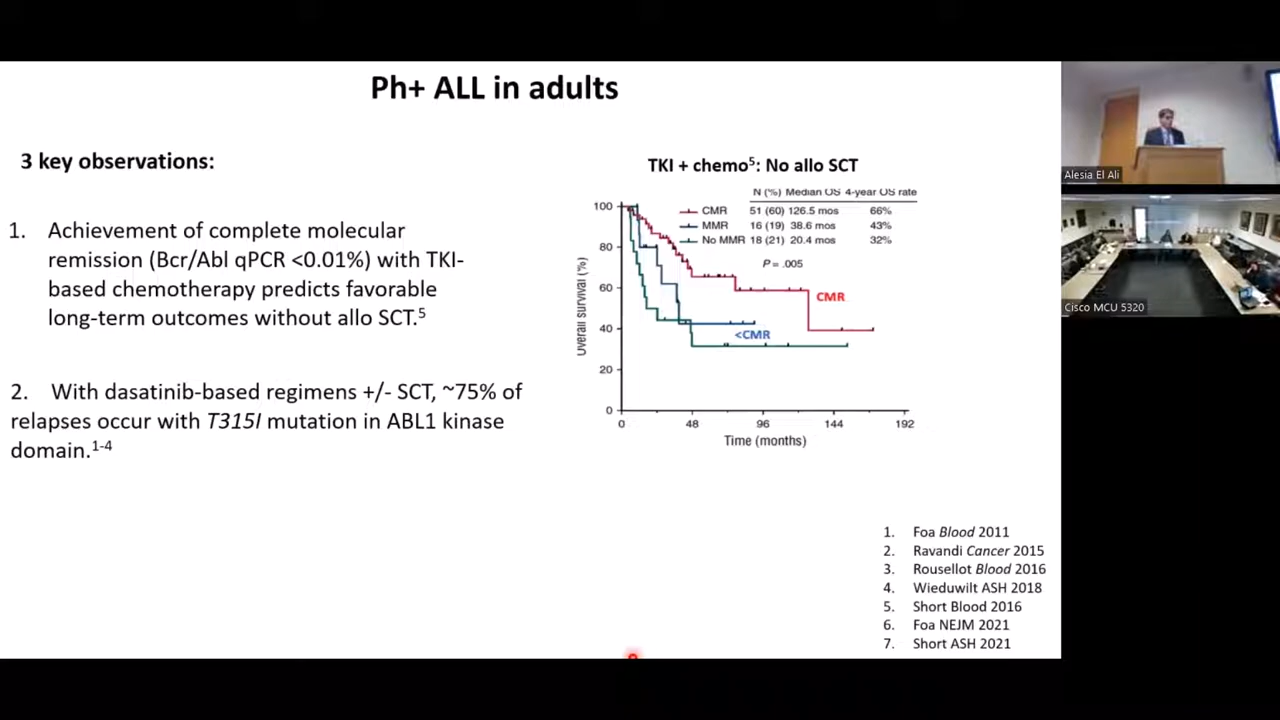 Ph+ ALL in adults
3 key observations:
1. Achievement of complete molecular
remission (Bcr/Abl qPCR <0.01%) with TKI-
based chemotherapy predicts favorable
long-term outcomes without allo SCT.5
2. With dasatinib-based regimens +/- SCT, ~75% of
relapses occur with T315I mutation in ABL1 kinase
domain.1-4
TKI + chemo5: No allo SCT
N (%) Median OS 4-year OS rate
CMR 51 (60) 126.5 mos 66%
MMR 16 (19) 38.6 mos 43%
No MMR 18 (21) 20.4 mos 32%
P = .005
Overall survival (%)
100
80
60
40
20
0
CMR
<CMR
0 48 96 144 192
Time (months)
1. Foa Blood 2011
2. Ravandi Cancer 2015
3. Rousellot Blood 2016
4. Wieduwilt ASH 2018
5. Short Blood 2016
6. Foa NEJM 2021
7. Short ASH 2021
Alesia El Ali
Cisco MCU 5320